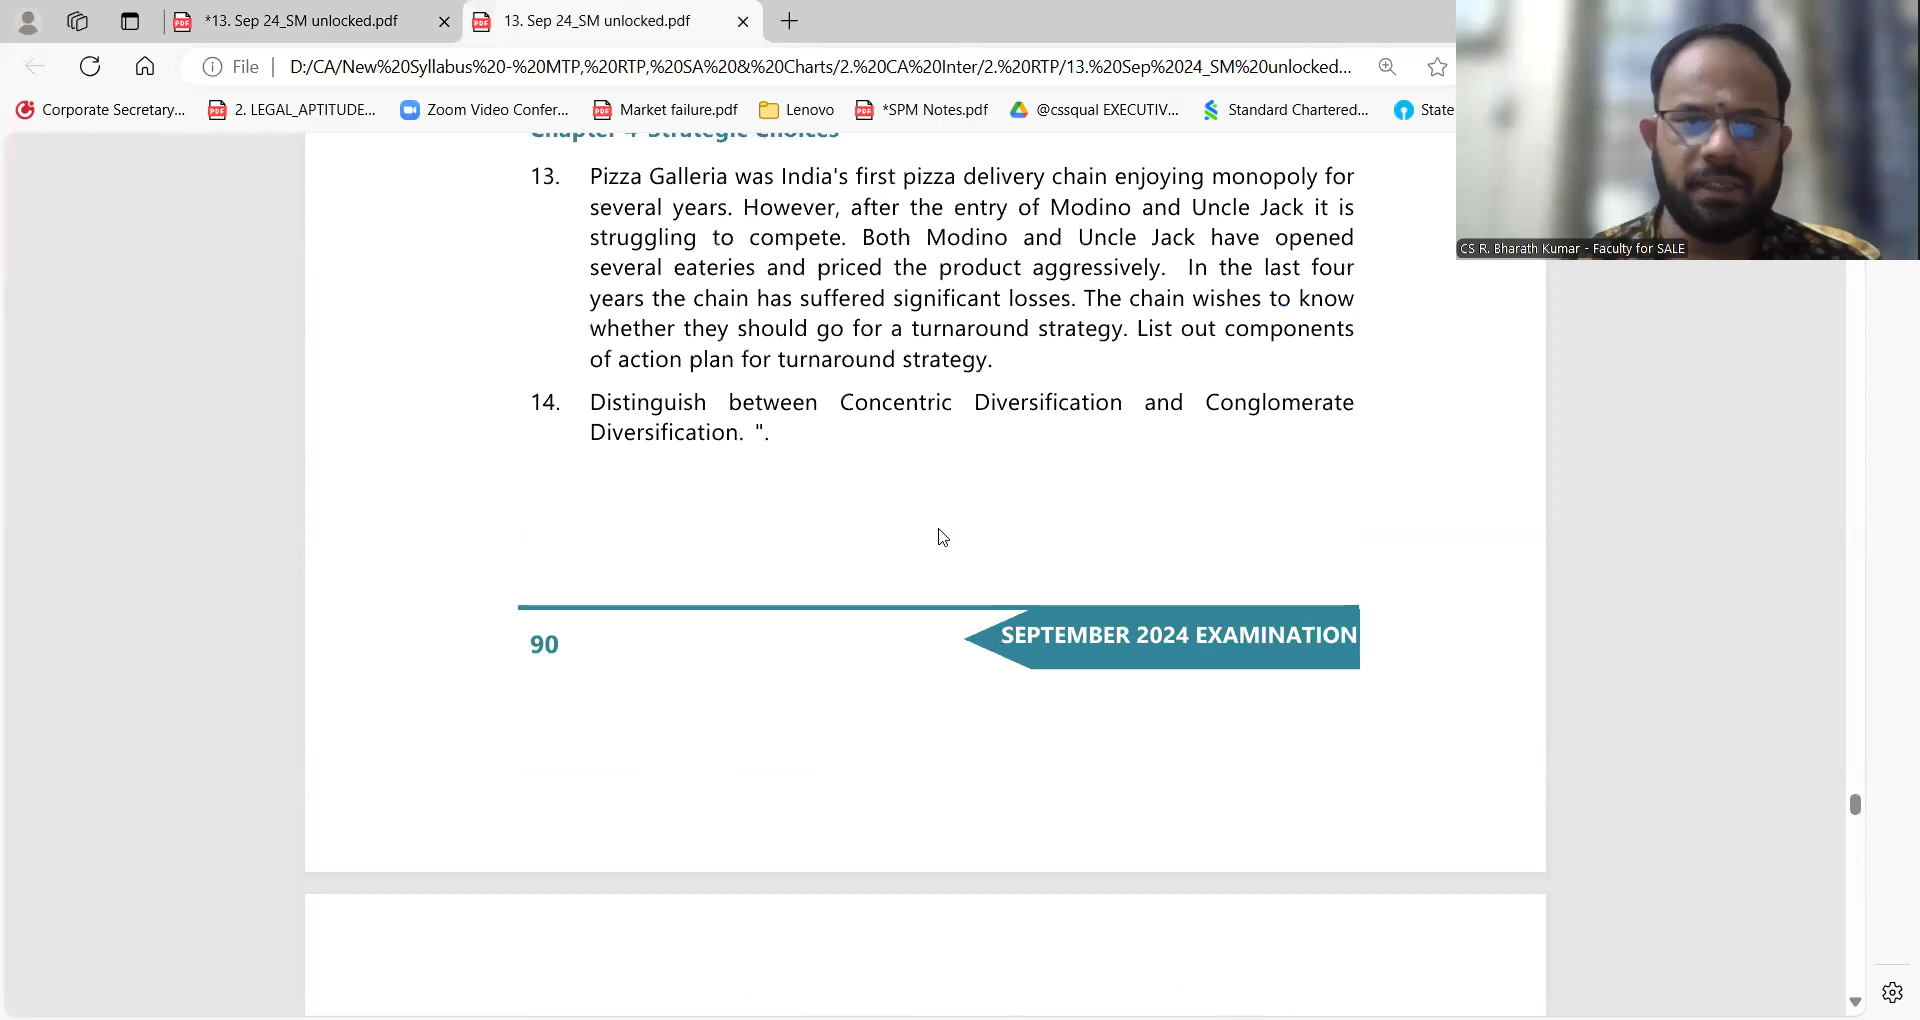 *13. Sep 24_SM unlocked.pdf
13. Sep 24_SM unlocked.pdf
File
D:/CA/New%20Syllabus%20-%20MTP,%20RTP,%20SA%20&%20Charts/2.%20CA%20Inter/2.%20RTP/13.%20Sep%2024_SM%20unlocked...
Corporate Secretary...
2. LEGAL_APTITUDE...
Zoom Video Confer...
Market failure.pdf
Lenovo
*SPM Notes.pdf
@cssqual EXECUTIV...
Standard Chartered...
State
CS R. Bharath Kumar - Faculty for SALE
Chapter 4 Strategic Choices
13. Pizza Galleria was India's first pizza delivery chain enjoying monopoly for
several years. However, after the entry of Modino and Uncle Jack it is
struggling to compete. Both Modino and Uncle Jack have opened
several eateries and priced the product aggressively. In the last four
years the chain has suffered significant losses. The chain wishes to know
whether they should go for a turnaround strategy. List out components
of action plan for turnaround strategy.
14. Distinguish between Concentric Diversification and Conglomerate
Diversification. ".
90
SEPTEMBER 2024 EXAMINATION